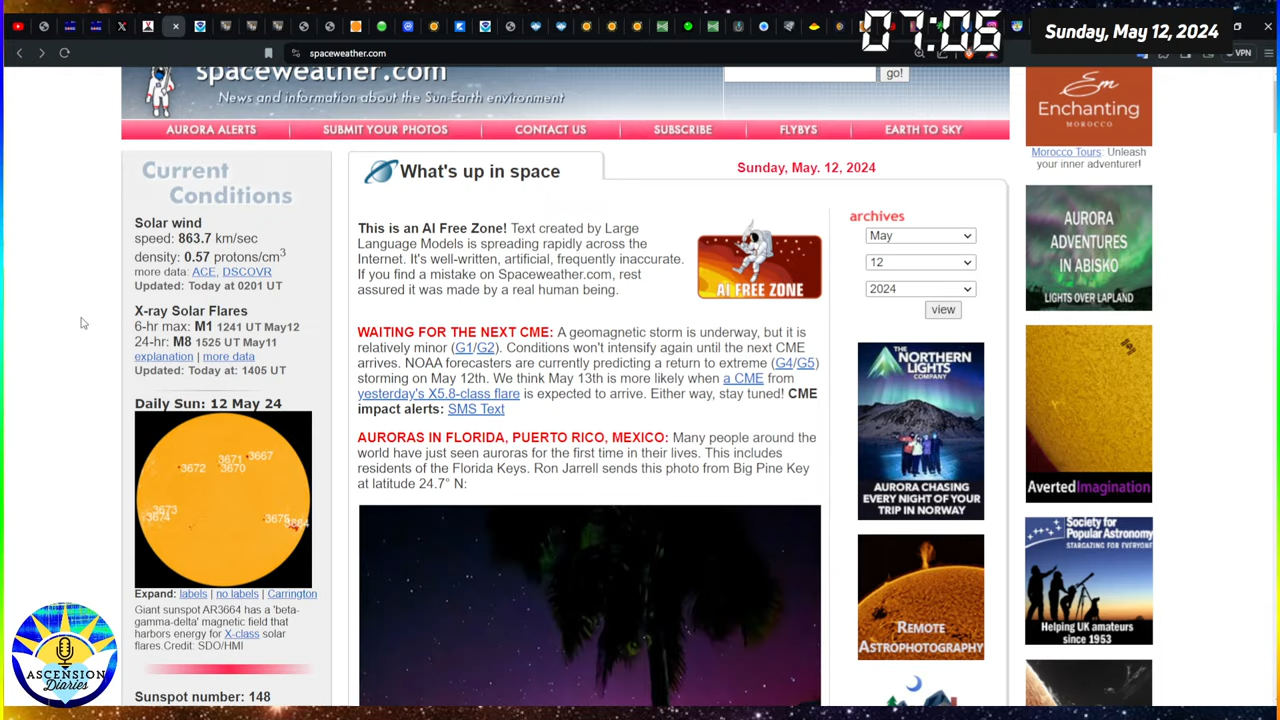 07:06
Sunday, May 12, 2024
spaceweather.com
VPN
spaceweather.com
News and information about the Sun-Earth environment
go!
AURORA ALERTS
SUBMIT YOUR PHOTOS
CONTACT US
SUBSCRIBE
FLYBYS
EARTH TO SKY
Current
Conditions
Solar wind
speed: 863.7 km/sec
density: 0.57 protons/cm3
more data: ACE, DSCOVR
Updated: Today at 0201 UT
X-ray Solar Flares
6-hr max: M1 1241 UT May12
24-hr: M8 1525 UT May11
explanation | more data
Updated: Today at: 1405 UT
Daily Sun: 12 May 24
3671
3667
3672
3670
3673
3674
3675
3664
Expand: labels | no labels | Carrington
Giant sunspot AR3664 has a 'beta-
gamma-delta' magnetic field that
harbors energy for X-class solar
flares.Credit: SDO/HMI
Sunspot number: 148
ASCENSION
Diaries
What's up in space
Sunday, May. 12, 2024
This is an AI Free Zone! Text created by Large
Language Models is spreading rapidly across the
Internet. It's well-written, artificial, frequently inaccurate.
If you find a mistake on Spaceweather.com, rest
assured it was made by a real human being.
AI FREE ZONE
WAITING FOR THE NEXT CME: A geomagnetic storm is underway, but it is
relatively minor (G1/G2). Conditions won't intensify again until the next CME
arrives. NOAA forecasters are currently predicting a return to extreme (G4/G5)
storming on May 12th. We think May 13th is more likely when a CME from
yesterday's X5.8-class flare is expected to arrive. Either way, stay tuned! CME
impact alerts: SMS Text
AURORAS IN FLORIDA, PUERTO RICO, MEXICO: Many people around the
world have just seen auroras for the first time in their lives. This includes
residents of the Florida Keys. Ron Jarrell sends this photo from Big Pine Key
at latitude 24.7° N:
archives
May
12
2024
view
THE
NORTHERN
LIGHTS
COMPANY
AURORA CHASING
EVERY NIGHT OF YOUR
TRIP IN NORWAY
REMOTE
ASTROPHOTOGRAPHY
Em
Enchanting
MOROCCO
Morocco Tours: Unleash
your inner adventurer!
AURORA
ADVENTURES
IN ABISKO
LIGHTS OVER LAPLAND
AvertedImagination
Society for
Popular Astronomy
STARGAZING FOR EVERYONE
Helping UK amateurs
since 1953